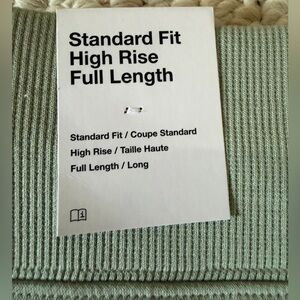 Standard Fit
High Rise
Full Length
Standard Fit / Coupe Standard
High Rise / Taille Haute
Full Length / Long